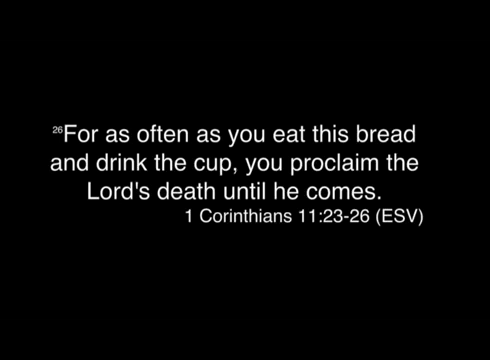 26For as often as you eat this bread
and drink the cup, you proclaim the
Lord's death until he comes.
1 Corinthians 11:23-26 (ESV)